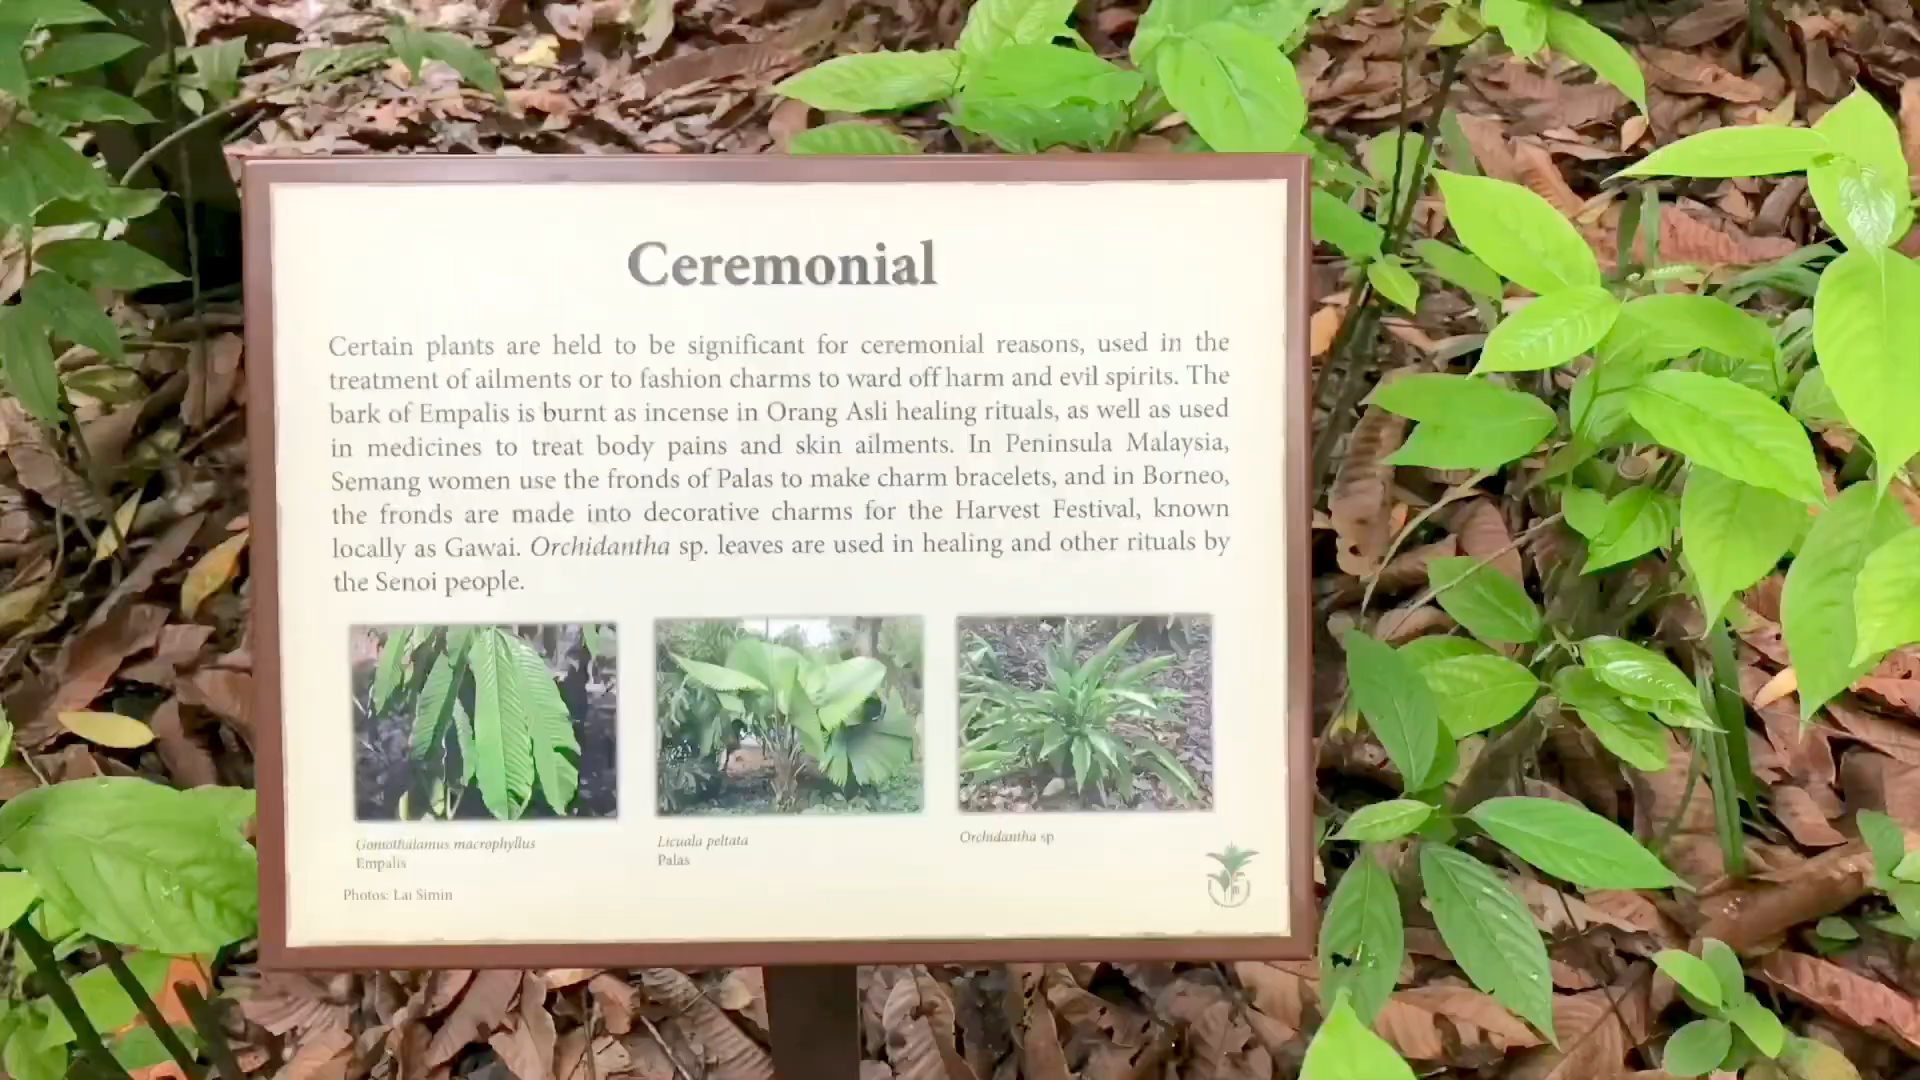 Ceremonial
Certain plants are held to be significant for ceremonial reasons, used in the
treatment of ailments or to fashion charms to ward off harm and evil spirits. The
bark of Empalis is burnt as incense in Orang Asli healing rituals, as well as used
in medicines to treat body pains and skin ailments. In Peninsula Malaysia,
Semang women use the fronds of Palas to make charm bracelets, and in Borneo,
the fronds are made into decorative charms for the Harvest Festival, known
locally as Gawai. Orchidantha sp. leaves are used in healing and other rituals by
the Senoi people.
Goniothalamus macrophyllus
Empalis
Licuala peltata
Palas
Orchidantha sp
Photos: Lai Simin